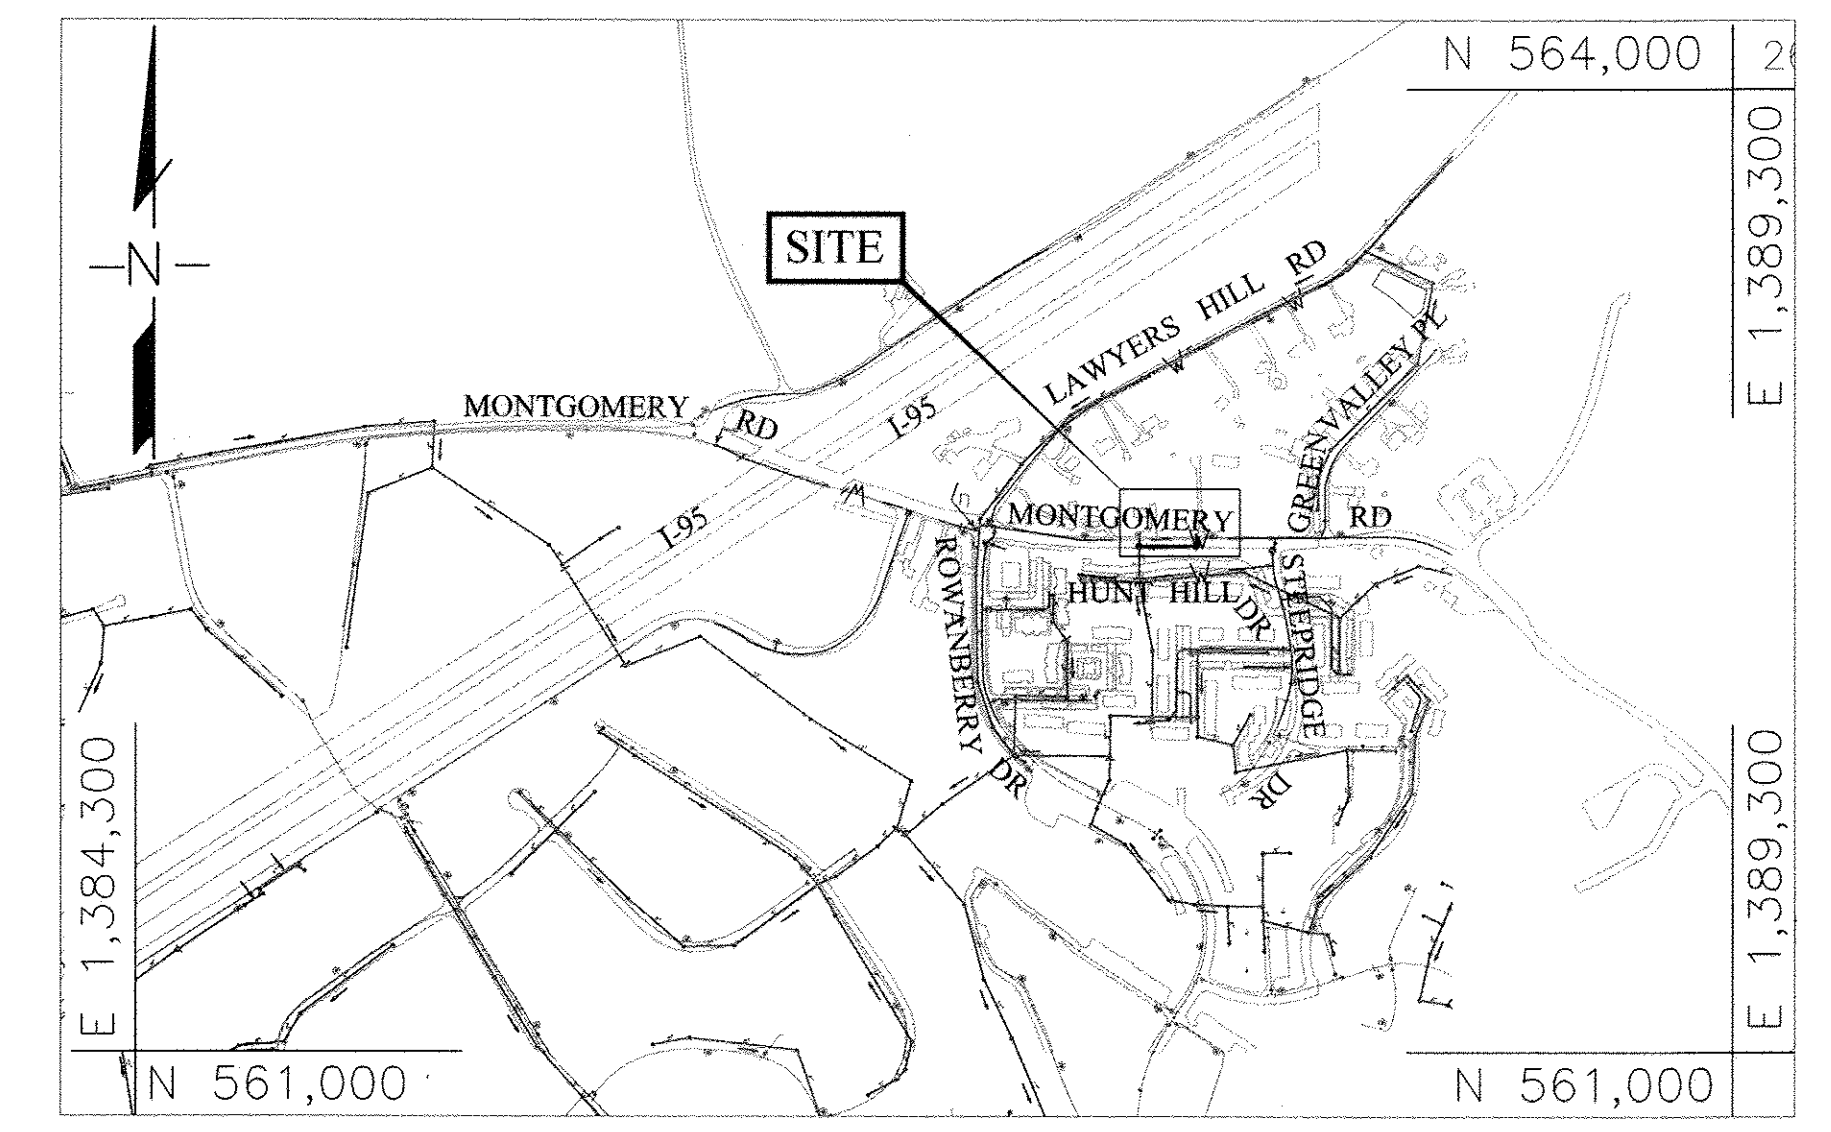 N 564,000
E 1,389,300
N
SITE
LAWYERS HILL RD
MONTGOMERY RD
I-95
GREEN VALLEY PL
I-95
MONTGOMERY RD
HUNT HILL DR
ROWANBERRY DR
STEEPRIDGE DR
E 1,384,300
E 1,389,300
N 561,000
N 561,000
W
W
W
W
W